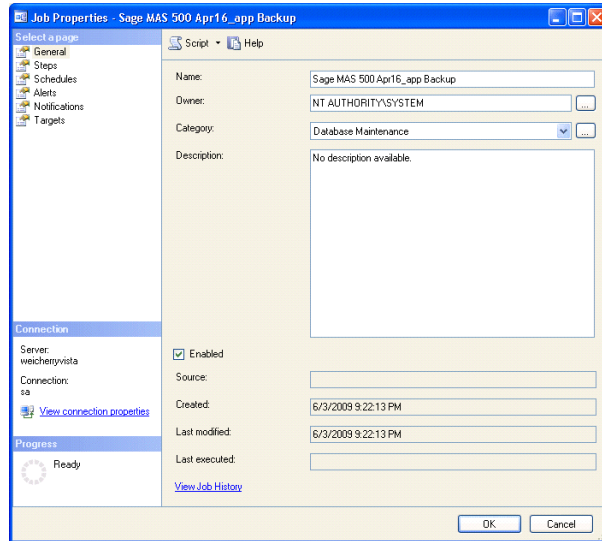 Job Properties - Sage MAS 500 Apr16_app Backup
Select a page
General
Steps
Schedules
Alerts
Notifications
Targets
Script
Help
Name:
Sage MAS 500 Apr16_app Backup
Owner:
NT AUTHORITY\SYSTEM
...
Category:
Database Maintenance
...
Description:
No description available.
Connection
Server:
weicherryvista
Connection:
sa
View connection properties
Progress
Ready
Enabled
Source:
Created:
6/3/2009 9:22:13 PM
Last modified:
6/3/2009 9:22:13 PM
Last executed:
View Job History
OK
Cancel